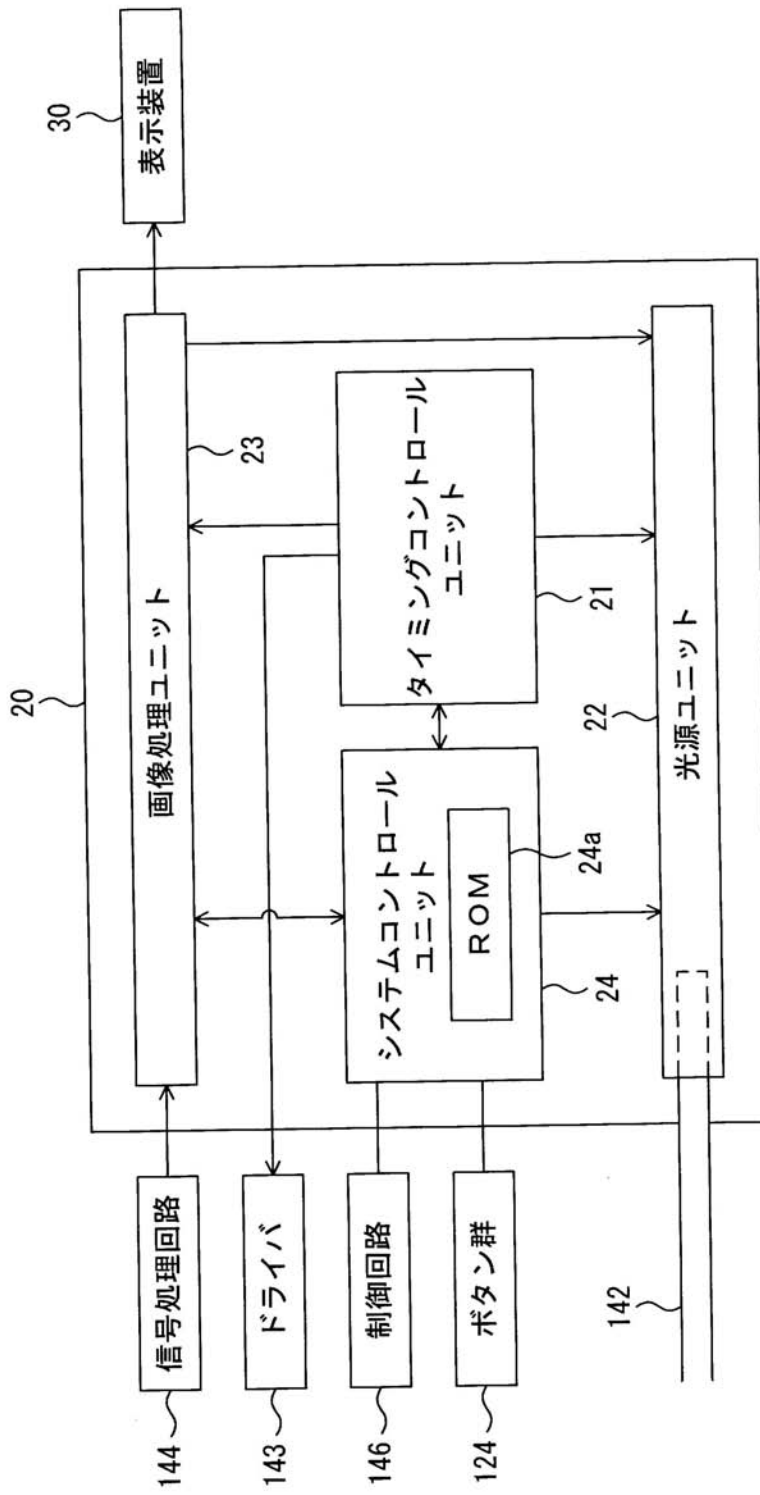 20
30
表示装置
画像処理ユニット
23
信号処理回路
144
ドライバ
143
制御回路
146
ボタン群
124
システムコントロール
ユニット
ROM
24a
24
タイミングコントロール
ユニット
21
22
光源ユニット
142